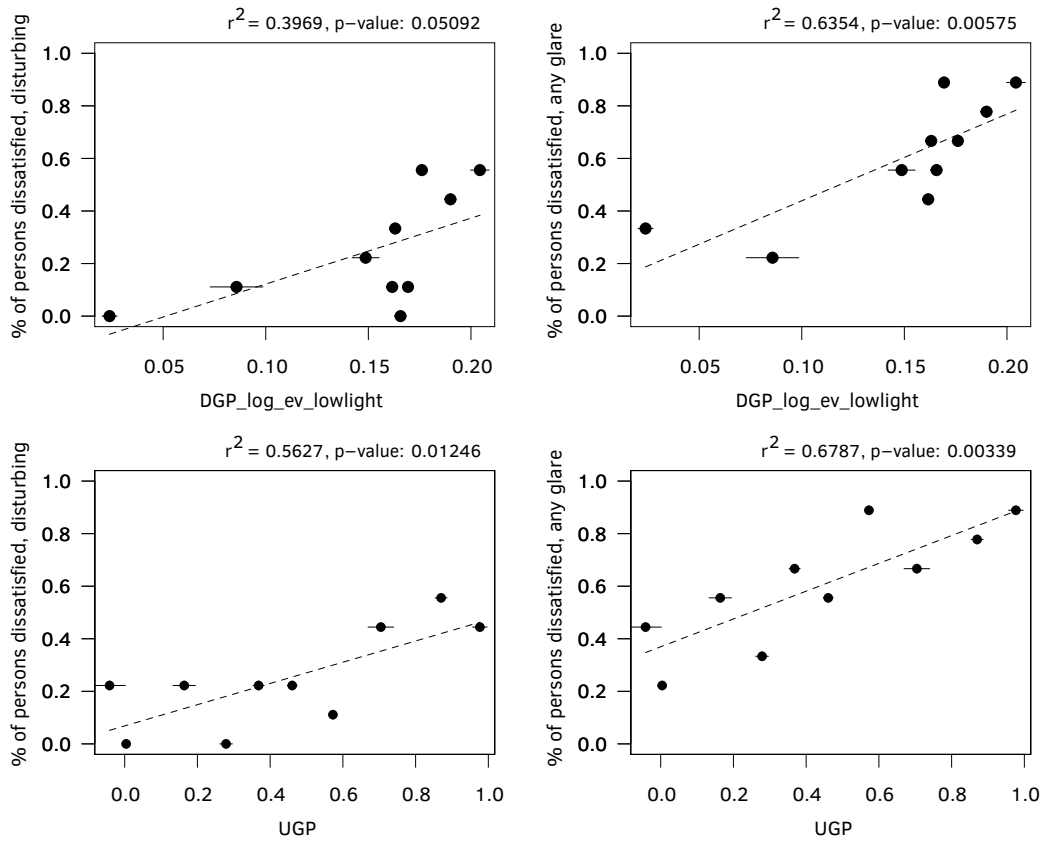 r2 = 0.3969, p-value: 0.05092
% of persons dissatisfied, disturbing
1.0
0.8
0.6
0.4
0.2
0.0
0.05 0.10 0.15 0.20
DGP_log_ev_lowlight
r2 = 0.6354, p-value: 0.00575
% of persons dissatisfied, any glare
1.0
0.8
0.6
0.4
0.2
0.0
0.05 0.10 0.15 0.20
DGP_log_ev_lowlight
r2 = 0.5627, p-value: 0.01246
% of persons dissatisfied, disturbing
1.0
0.8
0.6
0.4
0.2
0.0
0.0 0.2 0.4 0.6 0.8 1.0
UGP
r2 = 0.6787, p-value: 0.00339
% of persons dissatisfied, any glare
1.0
0.8
0.6
0.4
0.2
0.0
0.0 0.2 0.4 0.6 0.8 1.0
UGP